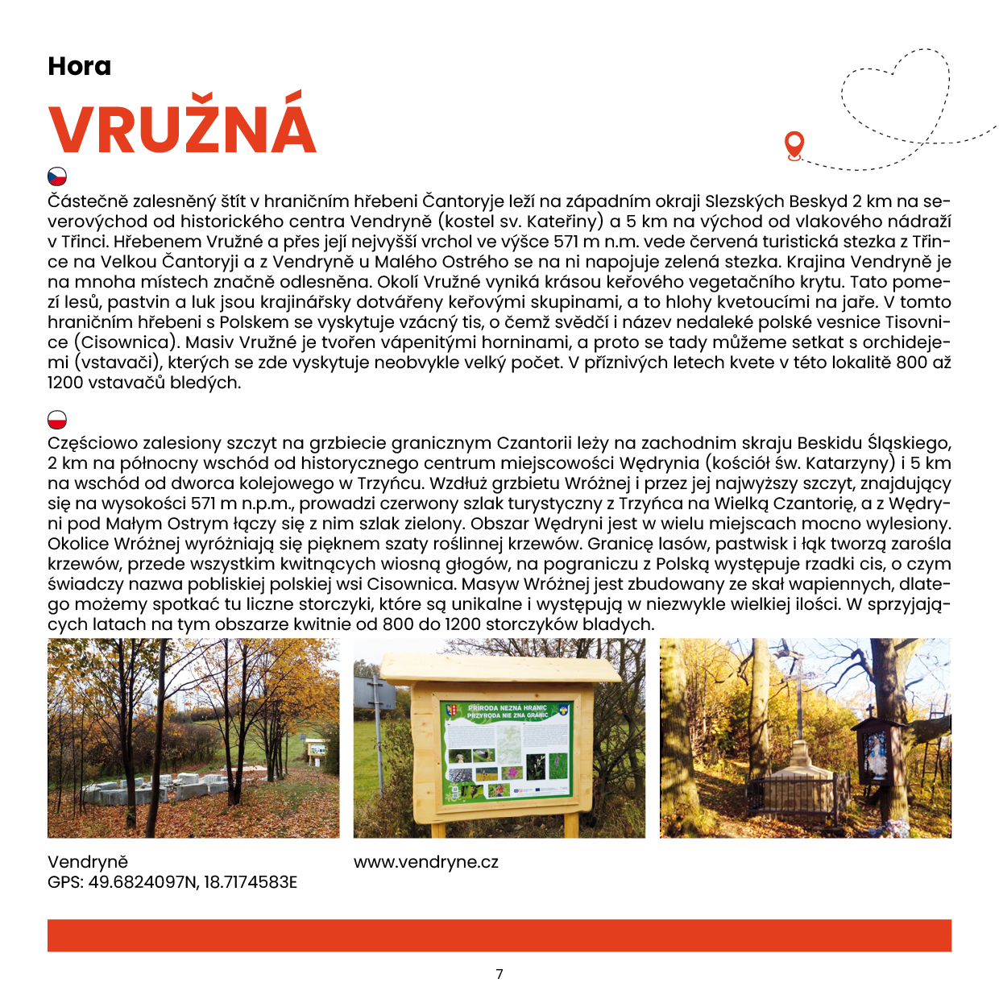 Hora
VRUŽNÁ
Částečně zalesněný štít v hraničním hřebeni Čantoryje leží na západním okraji Slezských Beskyd 2 km na se-
verovýchod od historického centra Vendryně (kostel sv. Kateřiny) a 5 km na východ od vlakového nádraží
v Třinci. Hřebenem Vružné a přes její nejvyšší vrchol ve výšce 571 m n.m. vede červená turistická stezka z Třin-
ce na Velkou Čantoryji a z Vendryně u Malého Ostrého se na ni napojuje zelená stezka. Krajina Vendryně je
na mnoha místech značně odlesněna. Okolí Vružné vyniká krásou keřového vegetačního krytu. Tato pome-
zí lesů, pastvin a luk jsou krajinářsky dotvářeny keřovými skupinami, a to hlohy kvetoucími na jaře. V tomto
hraničním hřebeni s Polskem se vyskytuje vzácný tis, o čemž svědčí i název nedaleké polské vesnice Tisovni-
ce (Cisownica). Masiv Vružné je tvořen vápenitými horninami, a proto se tady můžeme setkat s orchideje-
mi (vstavači), kterých se zde vyskytuje neobvykle velký počet. V příznivých letech kvete v této lokalitě 800 až
1200 vstavačů bledých.
Częściowo zalesiony szczyt na grzbiecie granicznym Czantorii leży na zachodnim skraju Beskidu Śląskiego,
2 km na północny wschód od historycznego centrum miejscowości Wędrynia (kościół św. Katarzyny) i 5 km
na wschód od dworca kolejowego w Trzyńcu. Wzdłuż grzbietu Wróżnej i przez jej najwyższy szczyt, znajdujący
się na wysokości 571 m n.p.m., prowadzi czerwony szlak turystyczny z Trzyńca na Wielką Czantorię, a z Wędry-
ni pod Małym Ostrym łączy się z nim szlak zielony. Obszar Wędryni jest w wielu miejscach mocno wylesiony.
Okolice Wróżnej wyróżniają się pięknem szaty roślinnej krzewów. Granicę lasów, pastwisk i łąk tworzą zarośla
krzewów, przede wszystkim kwitnących wiosną głogów, na pograniczu z Polską występuje rzadki cis, o czym
świadczy nazwa pobliskiej polskiej wsi Cisownica. Masyw Wróżnej jest zbudowany ze skał wapiennych, dlate-
go możemy spotkać tu liczne storczyki, które są unikalne i występują w niezwykle wielkiej ilości. W sprzyjają-
cych latach na tym obszarze kwitnie od 800 do 1200 storczyków bladych.
PŘÍRODA NEZNÁ HRANIC
PRZYRODA NIE ZNA GRANIC
Vendryně
GPS: 49.6824097N, 18.7174583E
www.vendryne.cz
7